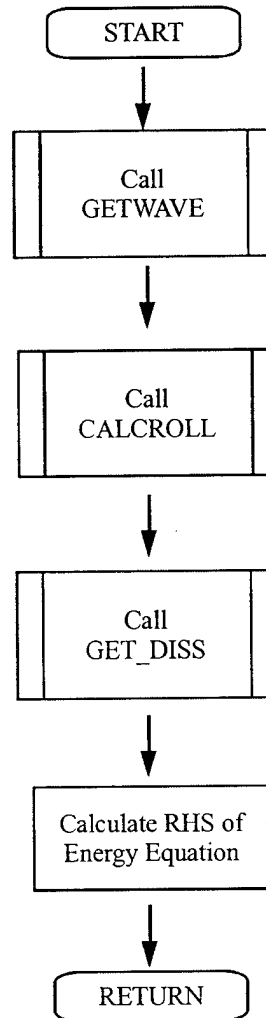 START
Call
GETWAVE
Call
CALCROLL
Call
GET_DISS
Calculate RHS of
Energy Equation
RETURN